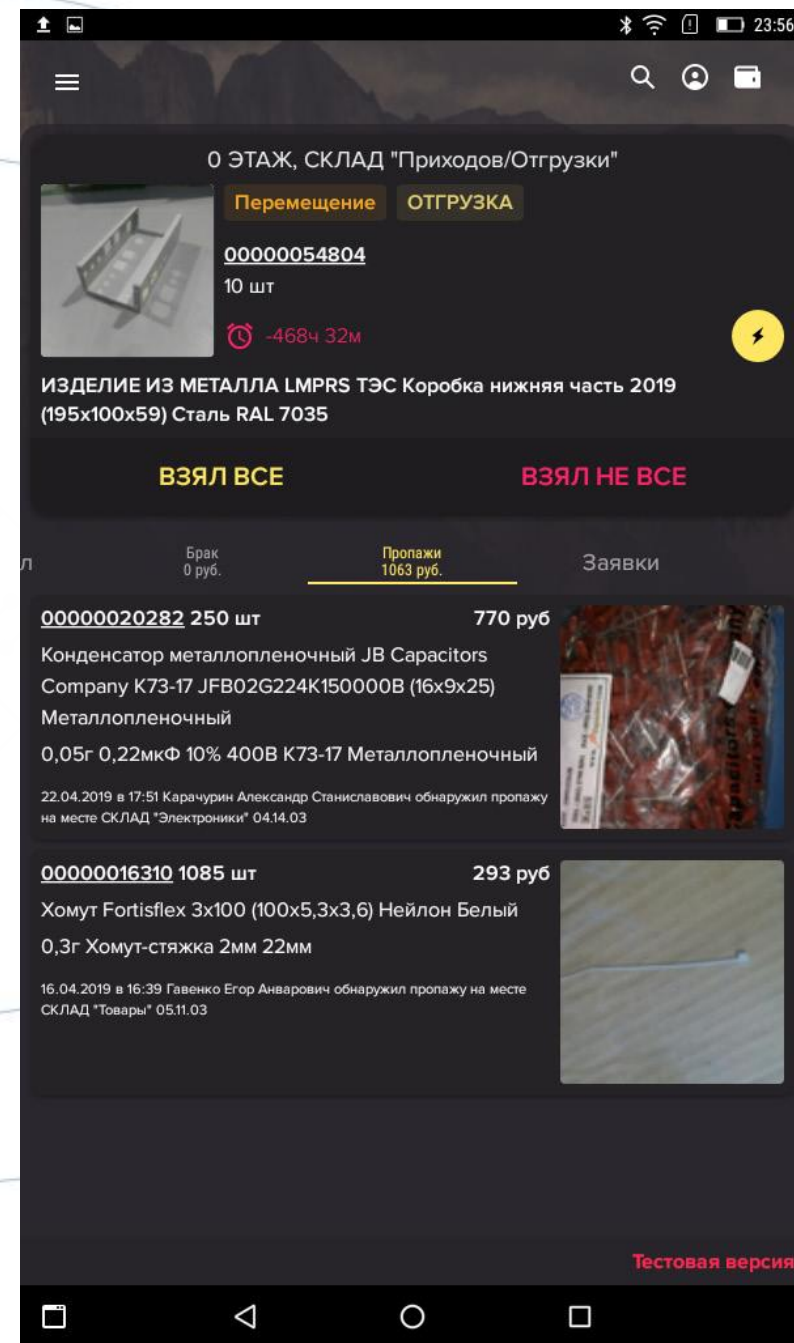 23:56
0 ЭТАЖ, СКЛАД "Приходов/Отгрузки"
Перемещение ОТГРУЗКА
00000054804
10 шт
-468ч 32м
ИЗДЕЛИЕ ИЗ МЕТАЛЛА LMPRS ТЭС Коробка нижняя часть 2019
(195x100x59) Сталь RAL 7035
ВЗЯЛ ВСЕ ВЗЯЛ НЕ ВСЕ
л Брак Пропажи Заявки
0 руб. 1063 руб.
00000020282 250 шт 770 руб
Конденсатор металлопленочный JB Capacitors
Company К73-17 JFB02G224K150000B (16x9x25)
Металлопленочный
0,05г 0,22мкФ 10% 400В К73-17 Металлопленочный
22.04.2019 в 17:51 Карачурин Александр Станиславович обнаружил пропажу
на месте СКЛАД "Электроники" 04.14.03
00000016310 1085 шт 293 руб
Хомут Fortisflex 3x100 (100x5,3x3,6) Нейлон Белый
0,3г Хомут-стяжка 2мм 22мм
16.04.2019 в 16:39 Гавенко Егор Анварович обнаружил пропажу на месте
СКЛАД "Товары" 05.11.03
Тестовая версия